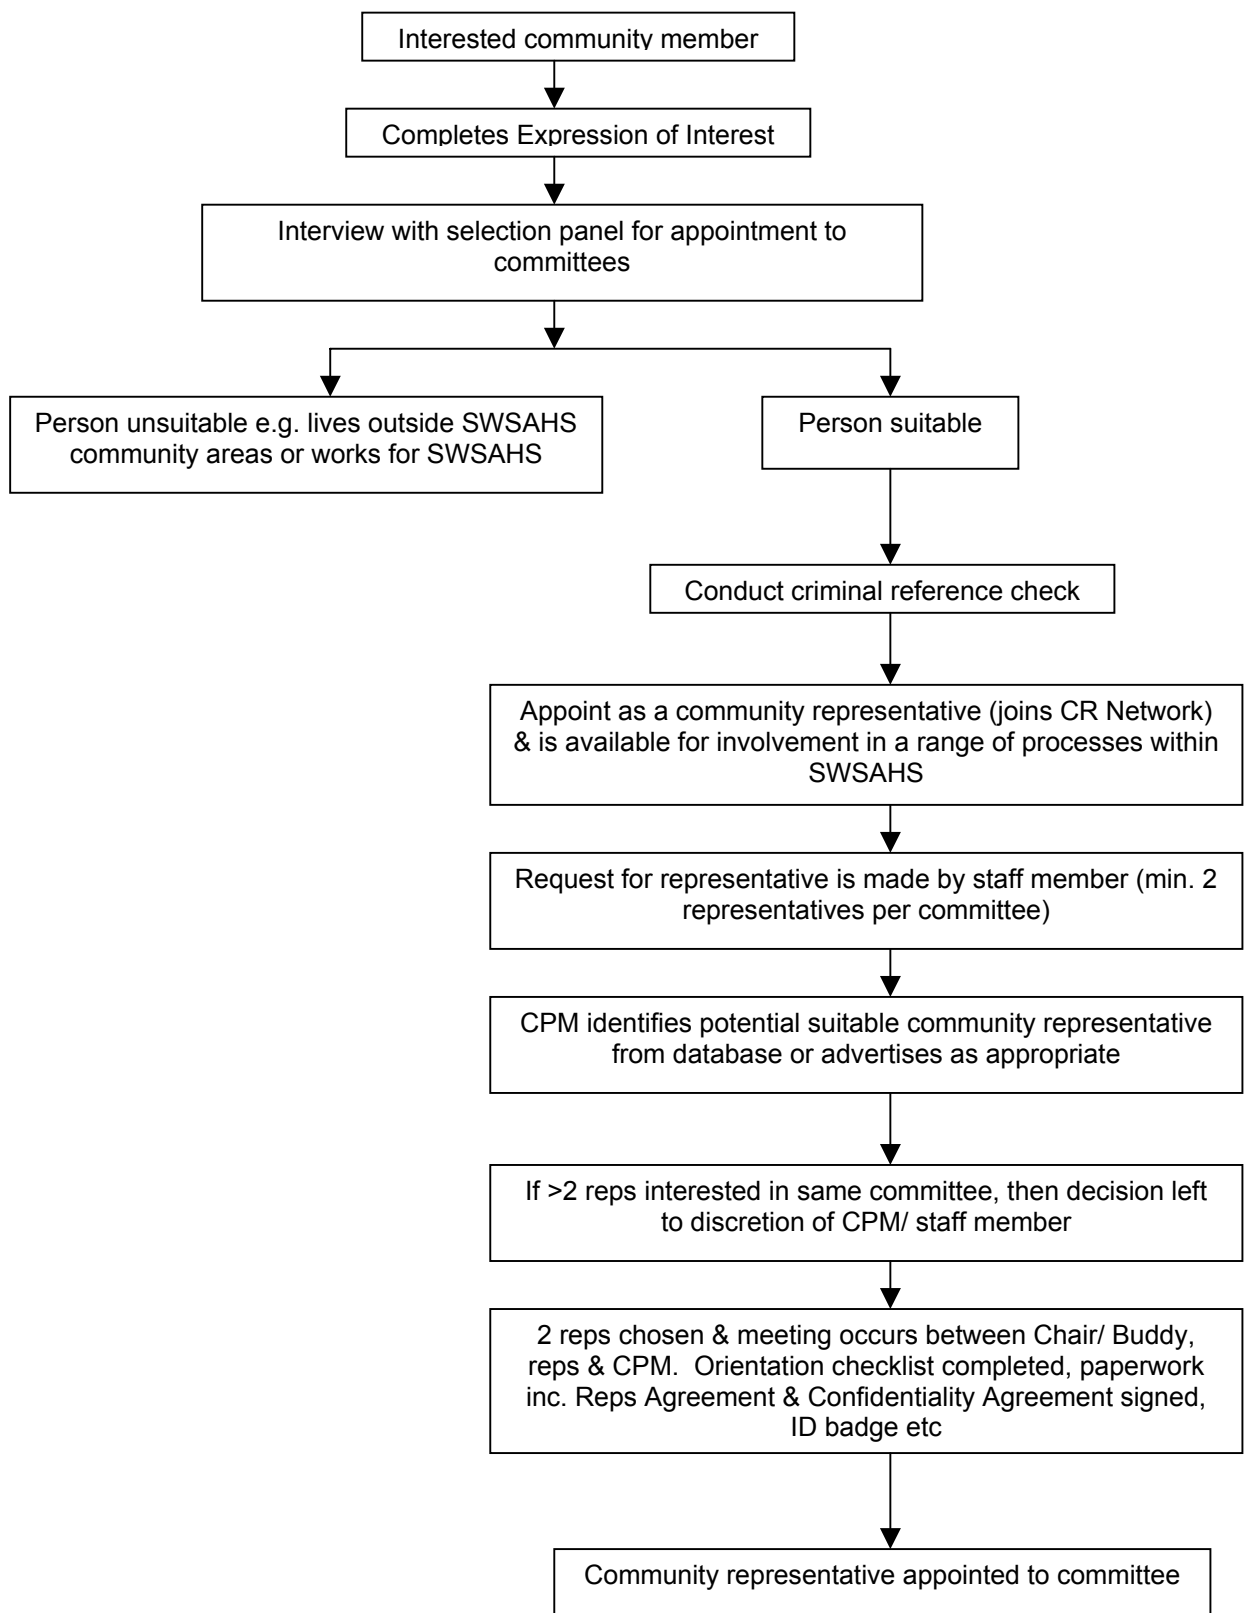 Interested community member
Completes Expression of Interest
Interview with selection panel for appointment to
committees
Person unsuitable e.g. lives outside SWSAHS
community areas or works for SWSAHS
Person suitable
Conduct criminal reference check
Appoint as a community representative (joins CR Network)
& is available for involvement in a range of processes within
SWSAHS
Request for representative is made by staff member (min. 2
representatives per committee)
CPM identifies potential suitable community representative
from database or advertises as appropriate
If >2 reps interested in same committee, then decision left
to discretion of CPM/ staff member
2 reps chosen & meeting occurs between Chair/ Buddy,
reps & CPM.  Orientation checklist completed, paperwork
inc. Reps Agreement & Confidentiality Agreement signed,
ID badge etc
Community representative appointed to committee